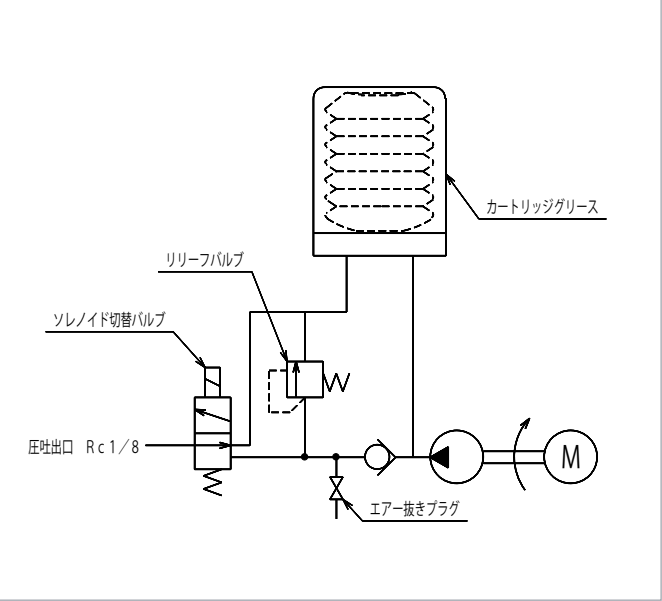 カートリッジグリース
リリーフバルブ
ソレノイド切替バルブ
圧吐出口 Rc1/8
M
エアー抜きプラグ